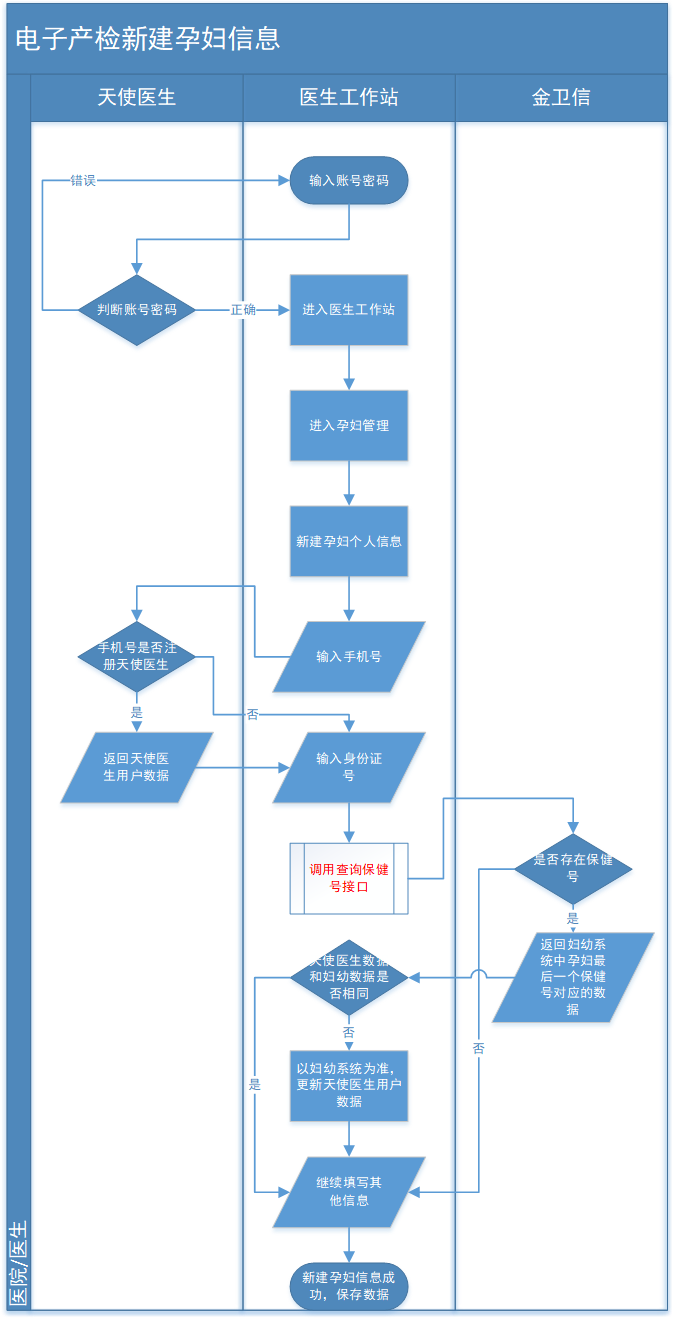 电子产检新建孕妇信息
天使医生
医生工作站
金卫信
错误
输入账号密码
判断账号密码
正确
进入医生工作站
进入孕妇管理
新建孕妇个人信息
手机号是否注
册天使医生
输入手机号
是
否
返回天使医
生用户数据
输入身份证
号
调用查询保健
号接口
是否存在保健
号
是
天使医生数据
和妇幼数据是
否相同
返回妇幼系
统中孕妇最
后一个保健
号对应的数
据
否
否
以妇幼系统为准，
更新天使医生用户
数据
是
继续填写其
他信息
新建孕妇信息成
功，保存数据
医院/医生